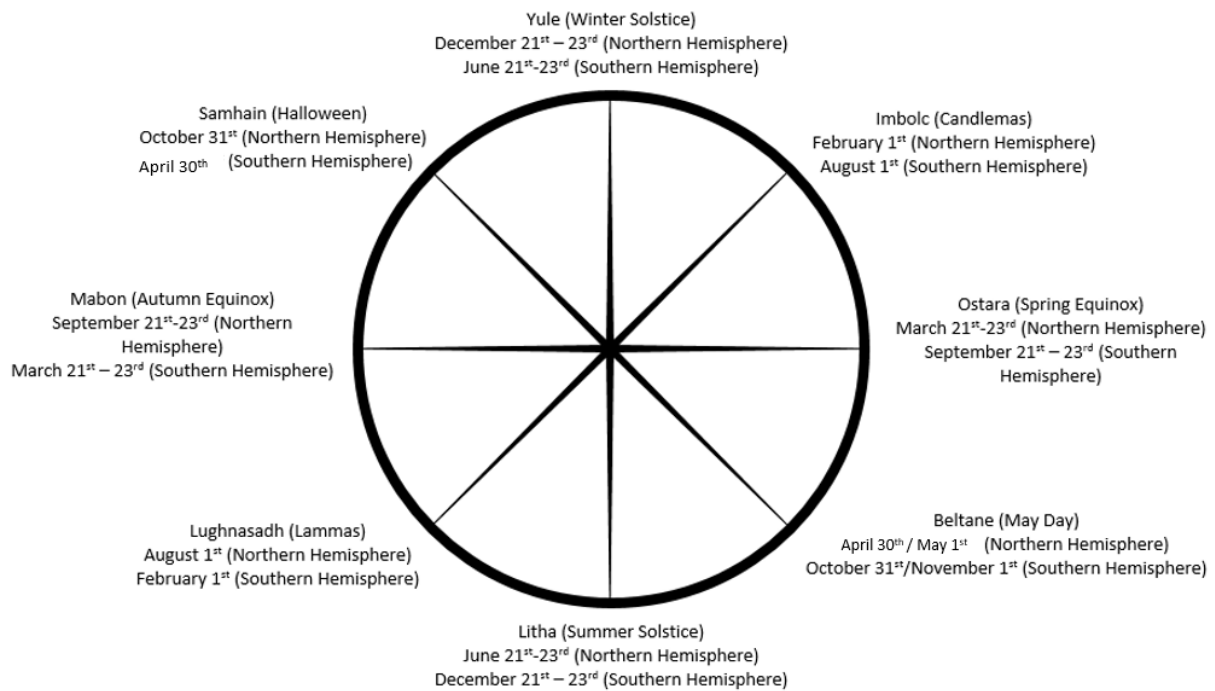 Yule (Winter Solstice)
December 21st – 23rd (Northern Hemisphere)
June 21st-23rd (Southern Hemisphere)
Imbolc (Candlemas)
February 1st (Northern Hemisphere)
August 1st (Southern Hemisphere)
Ostara (Spring Equinox)
March 21st-23rd (Northern Hemisphere)
September 21st – 23rd (Southern
Hemisphere)
Beltane (May Day)
April 30th / May 1st (Northern Hemisphere)
October 31st/November 1st (Southern Hemisphere)
Litha (Summer Solstice)
June 21st-23rd (Northern Hemisphere)
December 21st – 23rd (Southern Hemisphere)
Lughnasadh (Lammas)
August 1st (Northern Hemisphere)
February 1st (Southern Hemisphere)
Mabon (Autumn Equinox)
September 21st-23rd (Northern
Hemisphere)
March 21st – 23rd (Southern Hemisphere)
Samhain (Halloween)
October 31st (Northern Hemisphere)
April 30th (Southern Hemisphere)